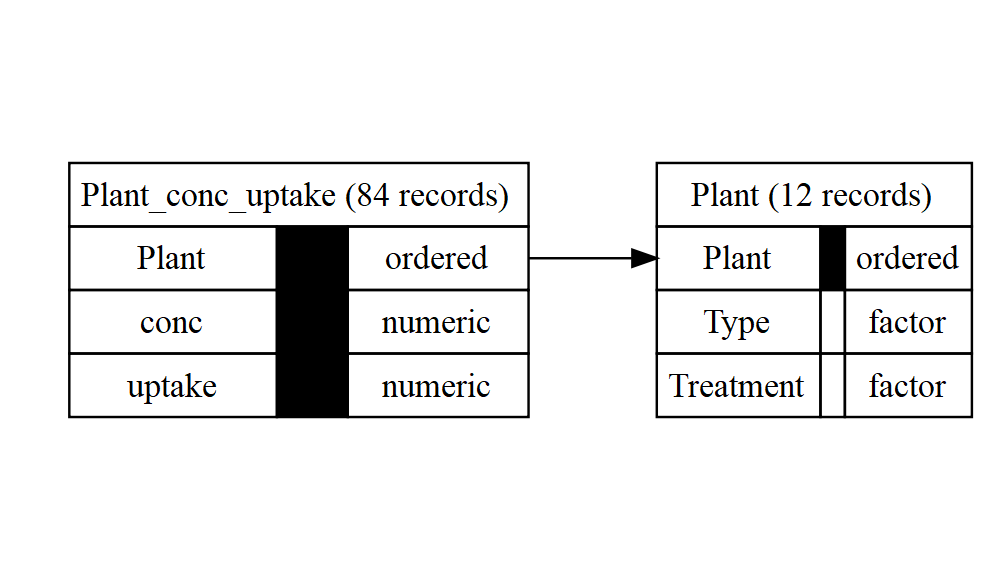 Plant_conc_uptake (84 records)
Plant ordered
conc numeric
uptake numeric
Plant (12 records)
Plant ordered
Type factor
Treatment factor